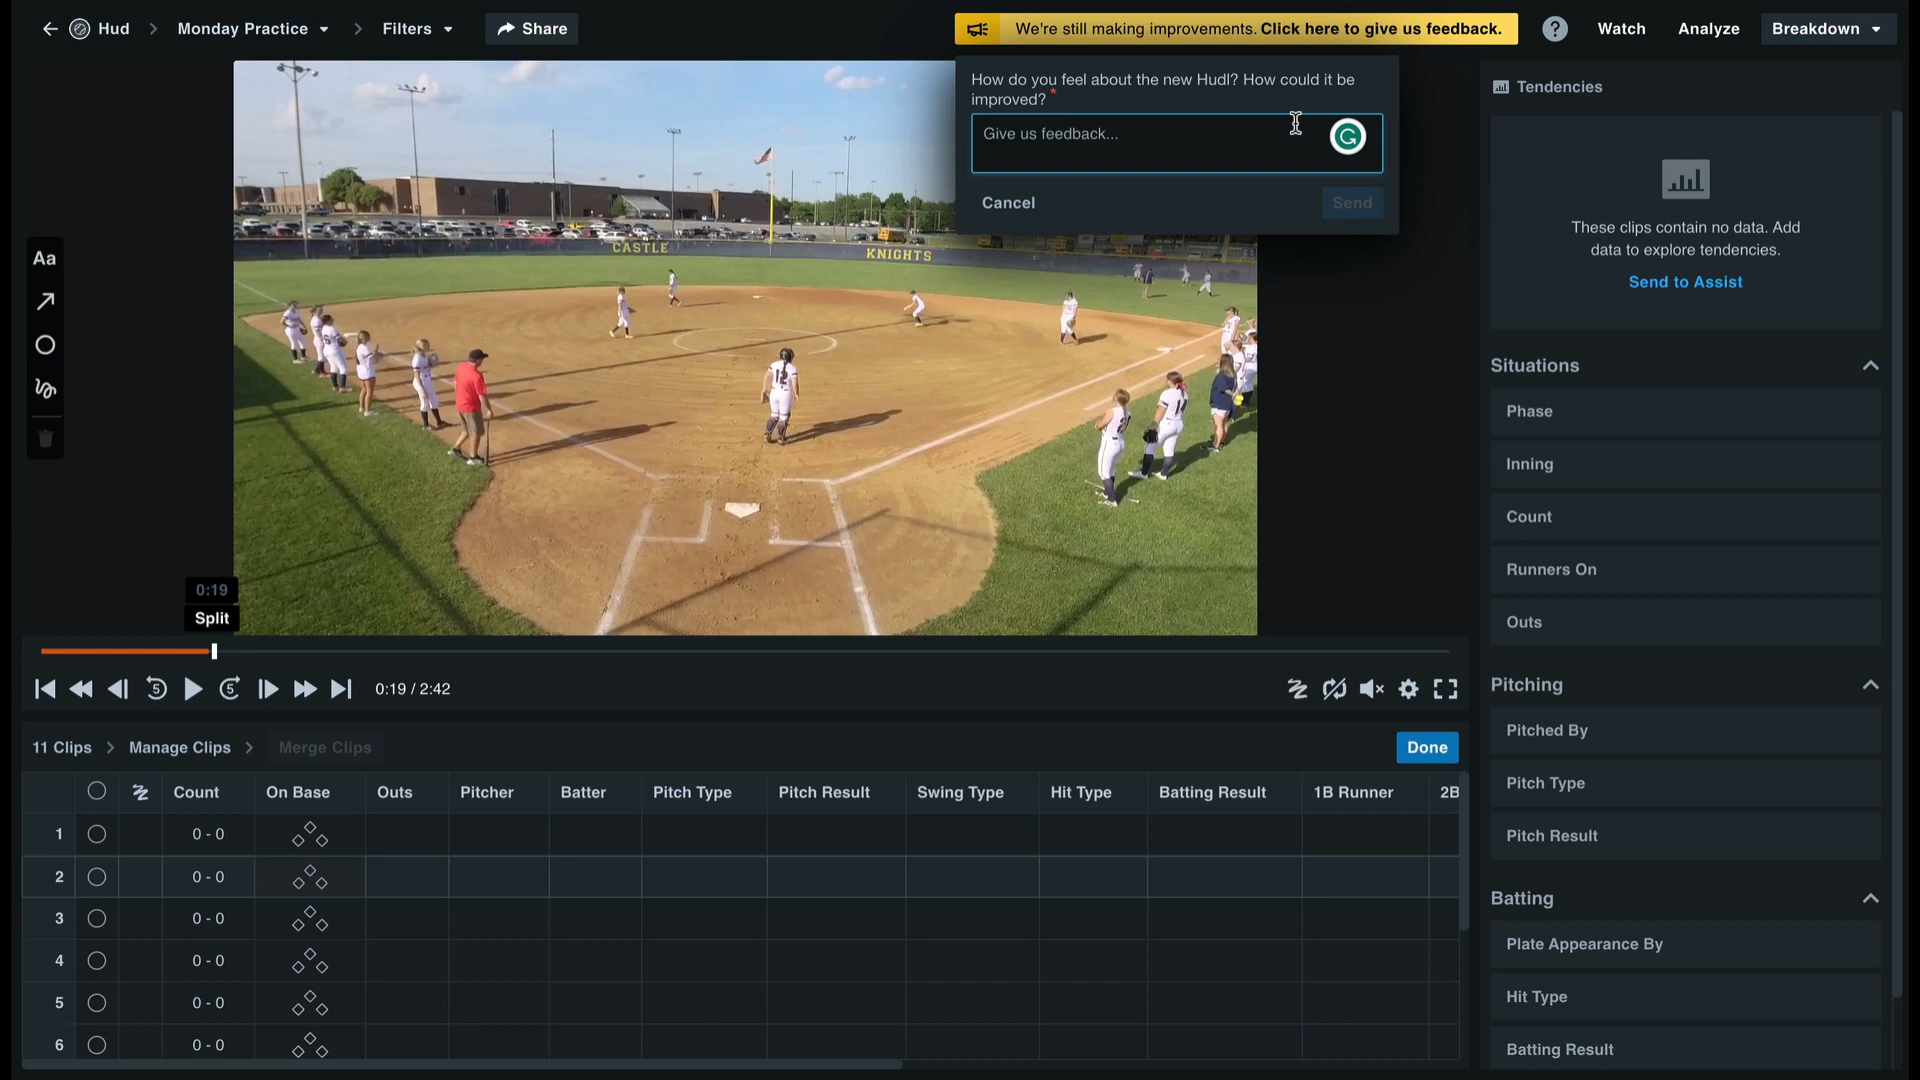 Hud
Monday Practice
Filters
Share
We're still making improvements. Click here to give us feedback.
?
Watch
Analyze
Breakdown
How do you feel about the new Hudl? How could it be
improved? *
Give us feedback...
G
Cancel
Send
Tendencies
These clips contain no data. Add
data to explore tendencies.
Send to Assist
CASTLE
KNIGHTS
12
Aa
Situations
Phase
Inning
Count
Runners On
Outs
0:19
Split
5
5
0:19 / 2:42
Pitching
Pitched By
Pitch Type
Pitch Result
11 Clips
Manage Clips
Merge Clips
Done
Count
On Base
Outs
Pitcher
Batter
Pitch Type
Pitch Result
Swing Type
Hit Type
Batting Result
1B Runner
2B
1
0 - 0
2
0 - 0
3
0 - 0
4
0 - 0
5
0 - 0
6
0 - 0
Batting
Plate Appearance By
Hit Type
Batting Result